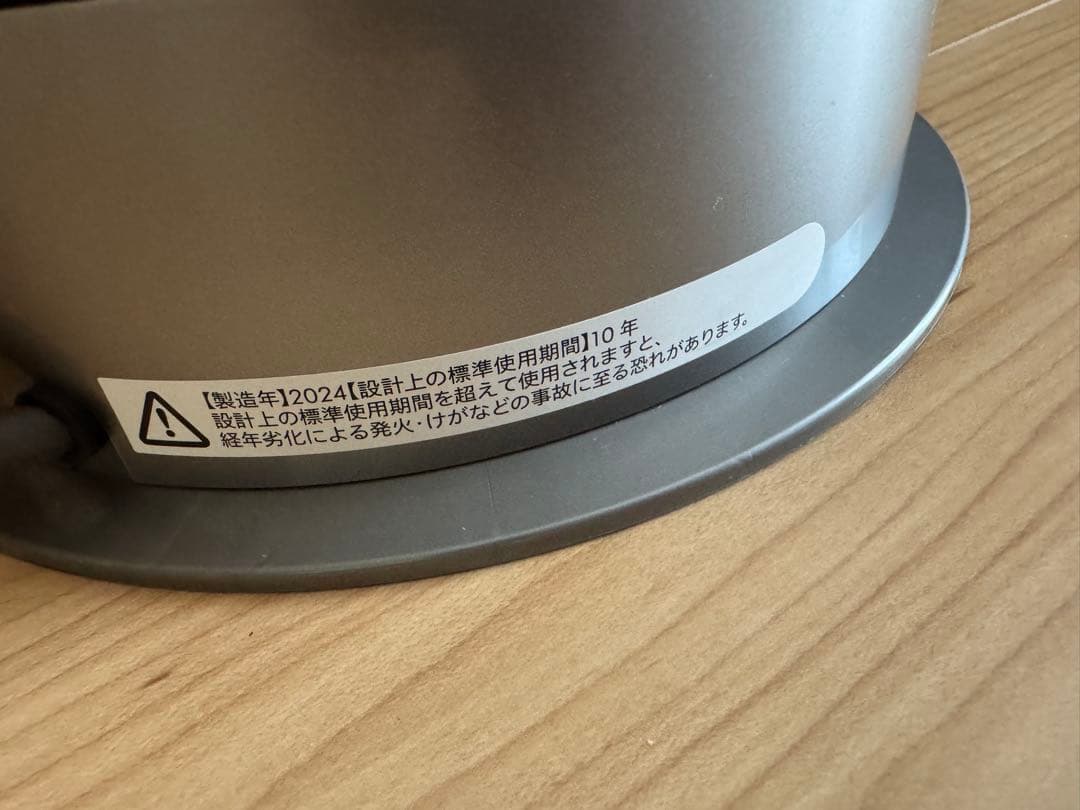 【製造年】2024【設計上の標準使用期間】10 年
設計上の標準使用期間を超えて使用されますと、
経年劣化による発火・けがなどの事故に至る恐れがあります。